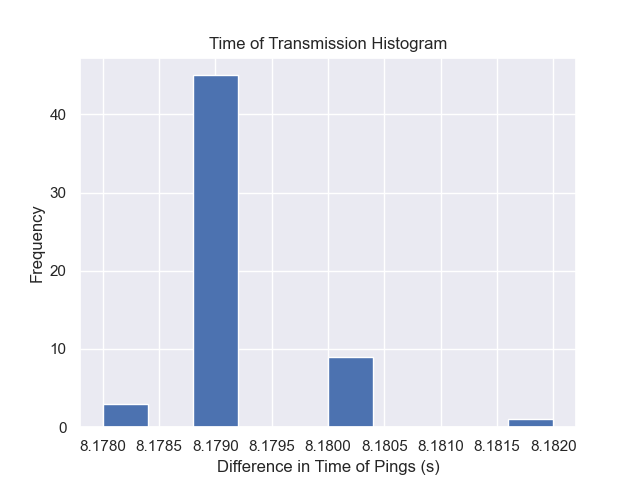 Time of Transmission Histogram
Frequency
40
30
20
10
0
8.1780 8.1785 8.1790 8.1795 8.1800 8.1805 8.1810 8.1815 8.1820
Difference in Time of Pings (s)